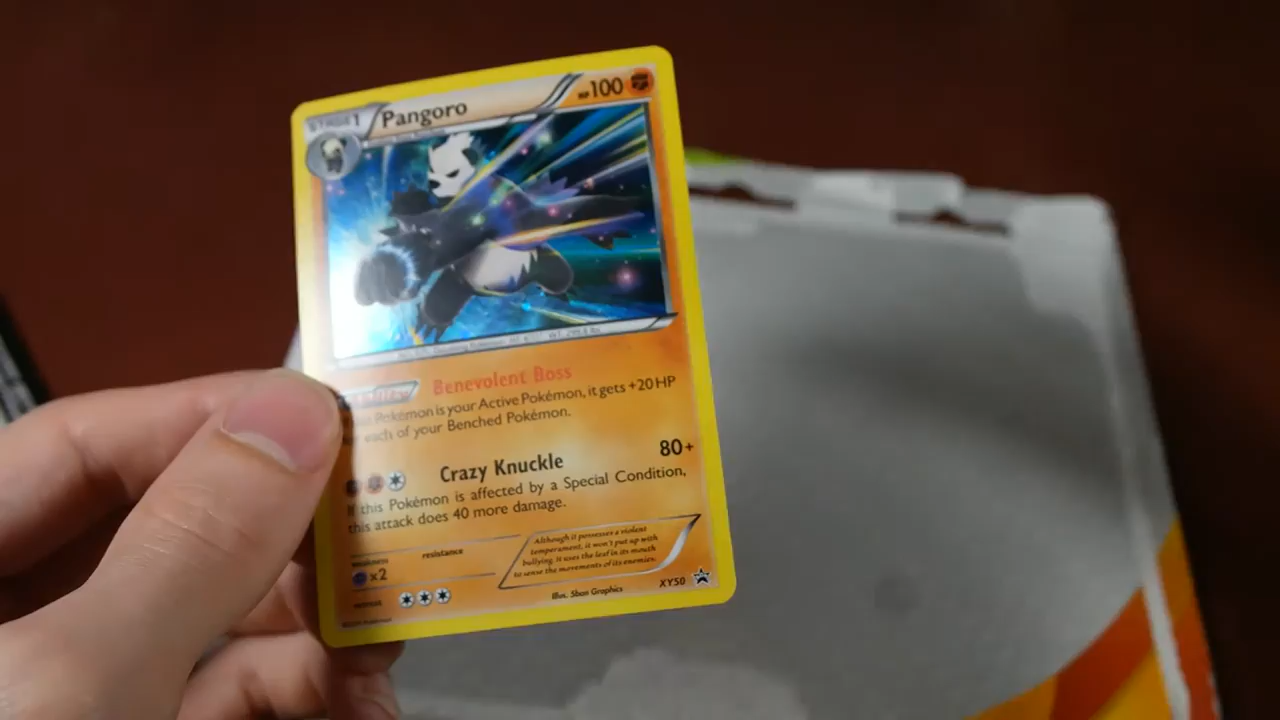 STAGE1 Pangoro HP100
Benevolent Boss
Pokémon is your Active Pokémon, it gets +20 HP
each of your Benched Pokémon.
Crazy Knuckle 80+
If this Pokémon is affected by a Special Condition,
this attack does 40 more damage.
weakness resistance
×2
Although it possesses a violent
temperament, it won't put up with
bullying. It uses the leaf in its mouth
to sense the movements of its enemies.
XY50
Illus. 5ban Graphics